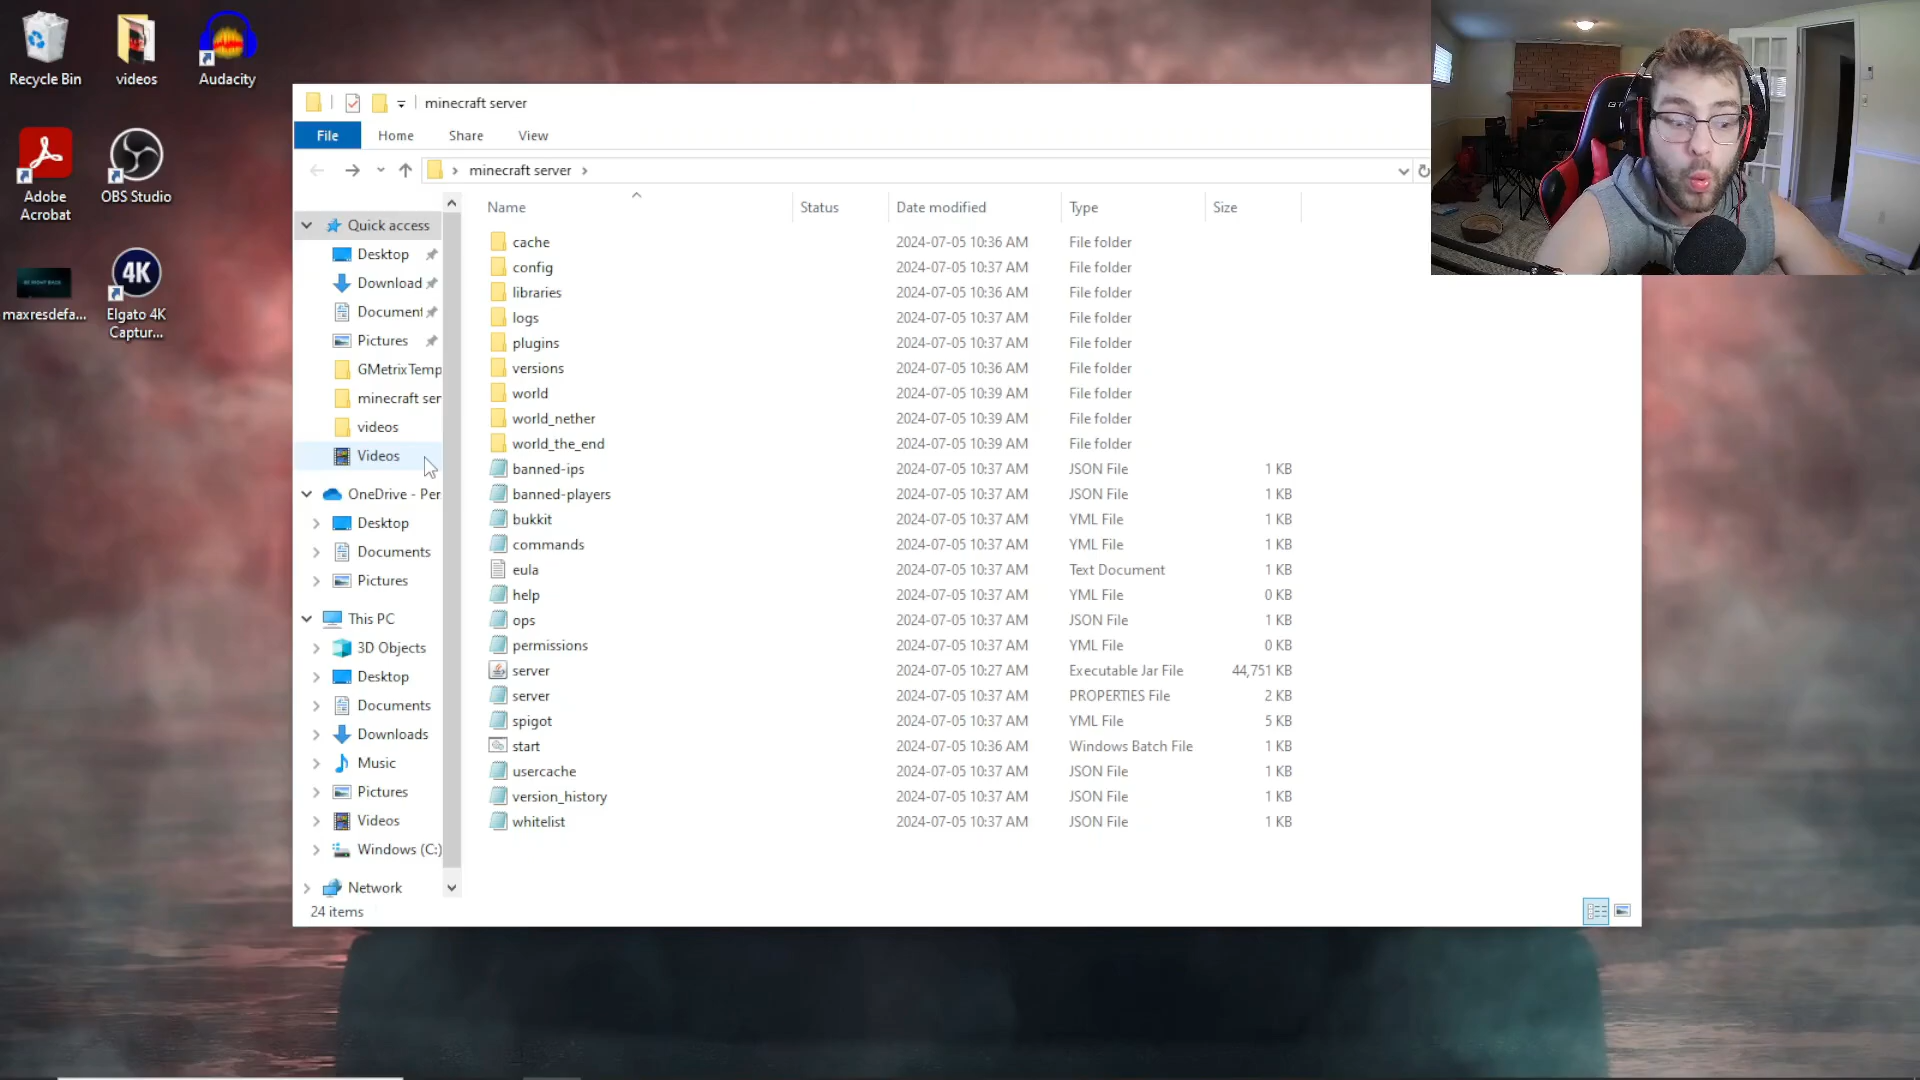 Recycle Bin
videos
Audacity
Adobe Acrobat
OBS Studio
maxresdefa...
4K
Elgato 4K Captur...
minecraft server
File Home Share View
minecraft server
Name Status Date modified Type Size
Quick access
Desktop
Download
Document
Pictures
GMetrixTemp
minecraft ser
videos
Videos
OneDrive - Per
Desktop
Documents
Pictures
This PC
3D Objects
Desktop
Documents
Downloads
Music
Pictures
Videos
Windows (C:)
Network
cache 2024-07-05 10:36 AM File folder
config 2024-07-05 10:37 AM File folder
libraries 2024-07-05 10:36 AM File folder
logs 2024-07-05 10:37 AM File folder
plugins 2024-07-05 10:37 AM File folder
versions 2024-07-05 10:36 AM File folder
world 2024-07-05 10:39 AM File folder
world_nether 2024-07-05 10:39 AM File folder
world_the_end 2024-07-05 10:39 AM File folder
banned-ips 2024-07-05 10:37 AM JSON File 1 KB
banned-players 2024-07-05 10:37 AM JSON File 1 KB
bukkit 2024-07-05 10:37 AM YML File 1 KB
commands 2024-07-05 10:37 AM YML File 1 KB
eula 2024-07-05 10:37 AM Text Document 1 KB
help 2024-07-05 10:37 AM YML File 0 KB
ops 2024-07-05 10:37 AM JSON File 1 KB
permissions 2024-07-05 10:37 AM YML File 0 KB
server 2024-07-05 10:27 AM Executable Jar File 44,751 KB
server 2024-07-05 10:37 AM PROPERTIES File 2 KB
spigot 2024-07-05 10:37 AM YML File 5 KB
start 2024-07-05 10:36 AM Windows Batch File 1 KB
usercache 2024-07-05 10:37 AM JSON File 1 KB
version_history 2024-07-05 10:37 AM JSON File 1 KB
whitelist 2024-07-05 10:37 AM JSON File 1 KB
24 items